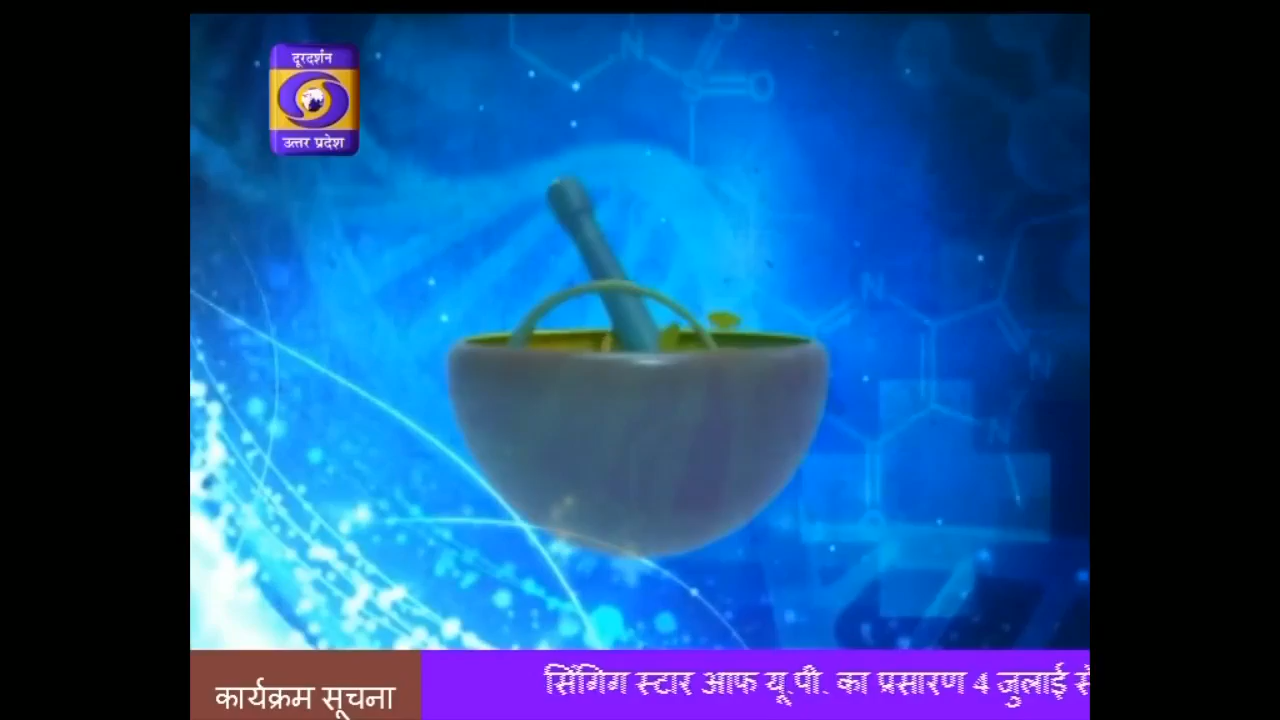 दूरदर्शन
उत्तर प्रदेश
कार्यक्रम सूचना
सिंगिग स्टार आफ यू.पी. का प्रसारण 4 जुलाई से